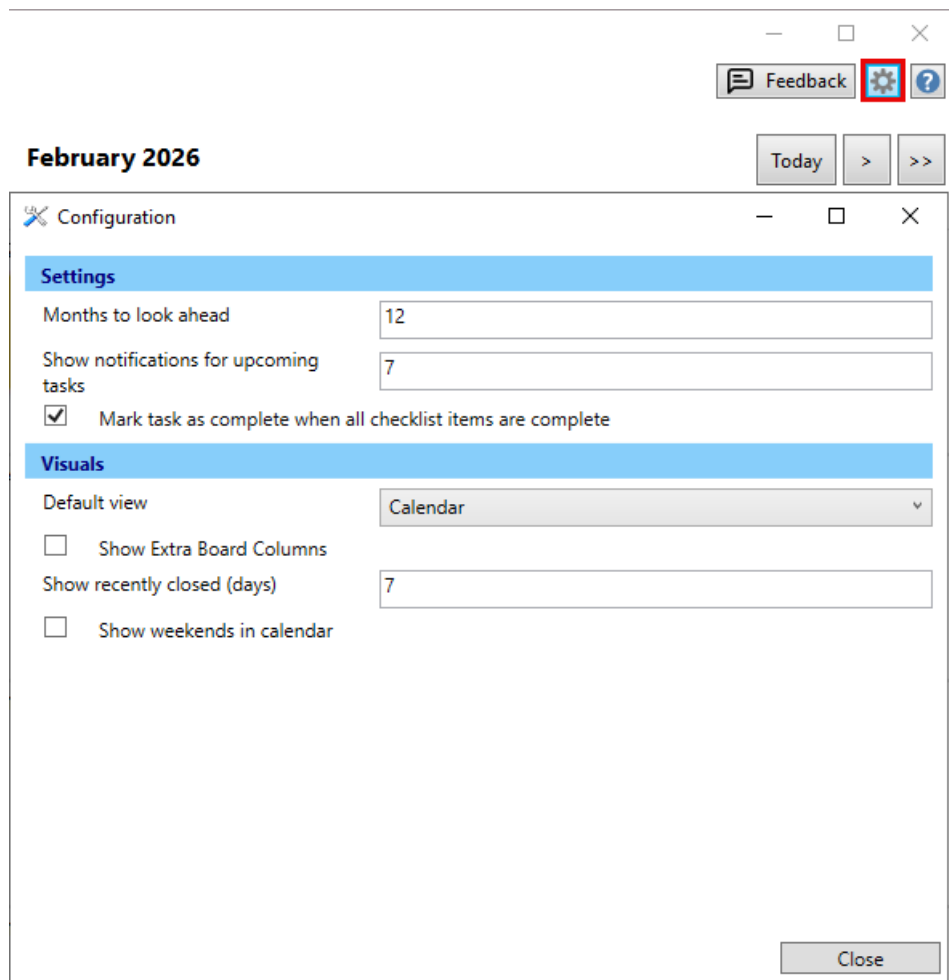 Feedback
?
February 2026
Today
>
>>
Configuration
Settings
Months to look ahead
12
Show notifications for upcoming
tasks
7
Mark task as complete when all checklist items are complete
Visuals
Default view
Calendar
Show Extra Board Columns
Show recently closed (days)
7
Show weekends in calendar
Close